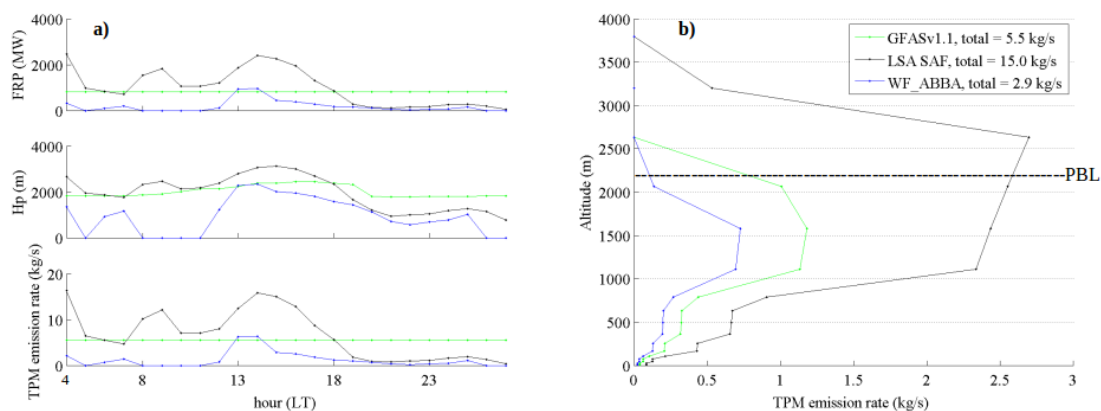 a)
4000
2000
0
FRP (MW)
4000
2000
0
Hp (m)
20
10
5
0
TPM emission rate (kg/s)
4 8 13 18 23
hour (LT)
b)
4000
3500
3000
2500
2000
1500
1000
500
0
Altitude (m)
GFASv1.1, total = 5.5 kg/s
LSA SAF, total = 15.0 kg/s
WF_ABBA, total = 2.9 kg/s
PBL
0 0.5 1 1.5 2 2.5 3
TPM emission rate (kg/s)